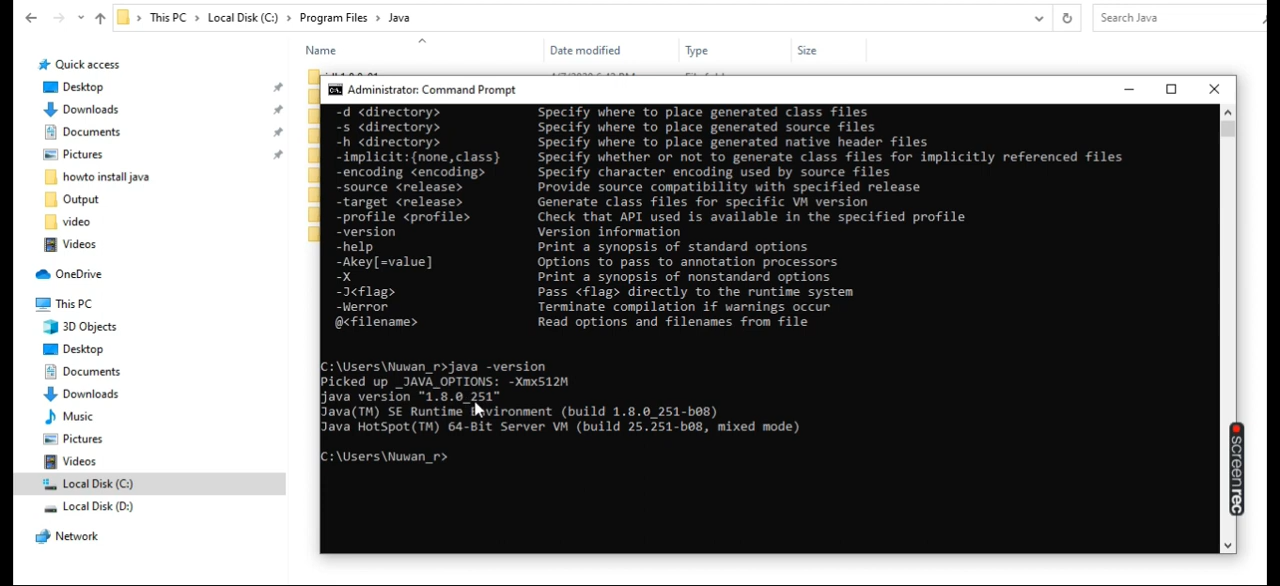 This PC > Local Disk (C:) > Program Files > Java
Search Java
Name Date modified Type Size
Quick access
Desktop
Downloads
Documents
Pictures
howto install java
Output
video
Videos
OneDrive
This PC
3D Objects
Desktop
Documents
Downloads
Music
Pictures
Videos
Local Disk (C:)
Local Disk (D:)
Network
Administrator: Command Prompt
-d <directory> Specify where to place generated class files
-s <directory> Specify where to place generated source files
-h <directory> Specify where to place generated native header files
-implicit:{none,class} Specify whether or not to generate class files for implicitly referenced files
-encoding <encoding> Specify character encoding used by source files
-source <release> Provide source compatibility with specified release
-target <release> Generate class files for specific VM version
-profile <profile> Check that API used is available in the specified profile
-version Version information
-help Print a synopsis of standard options
-Akey[=value] Options to pass to annotation processors
-X Print a synopsis of nonstandard options
-J<flag> Pass <flag> directly to the runtime system
-Werror Terminate compilation if warnings occur
@<filename> Read options and filenames from file
C:\Users\Nuwan_r>java -version
Picked up _JAVA_OPTIONS: -Xmx512M
java version "1.8.0_251"
Java(TM) SE Runtime Environment (build 1.8.0_251-b08)
Java HotSpot(TM) 64-Bit Server VM (build 25.251-b08, mixed mode)
C:\Users\Nuwan_r>
screenrec